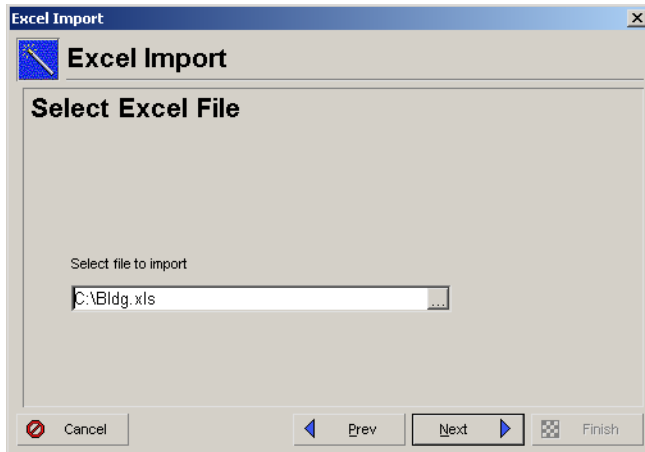 Excel Import
Excel Import
Select Excel File
Select file to import
C:\Bldg.xls ...
Cancel Prev Next Finish